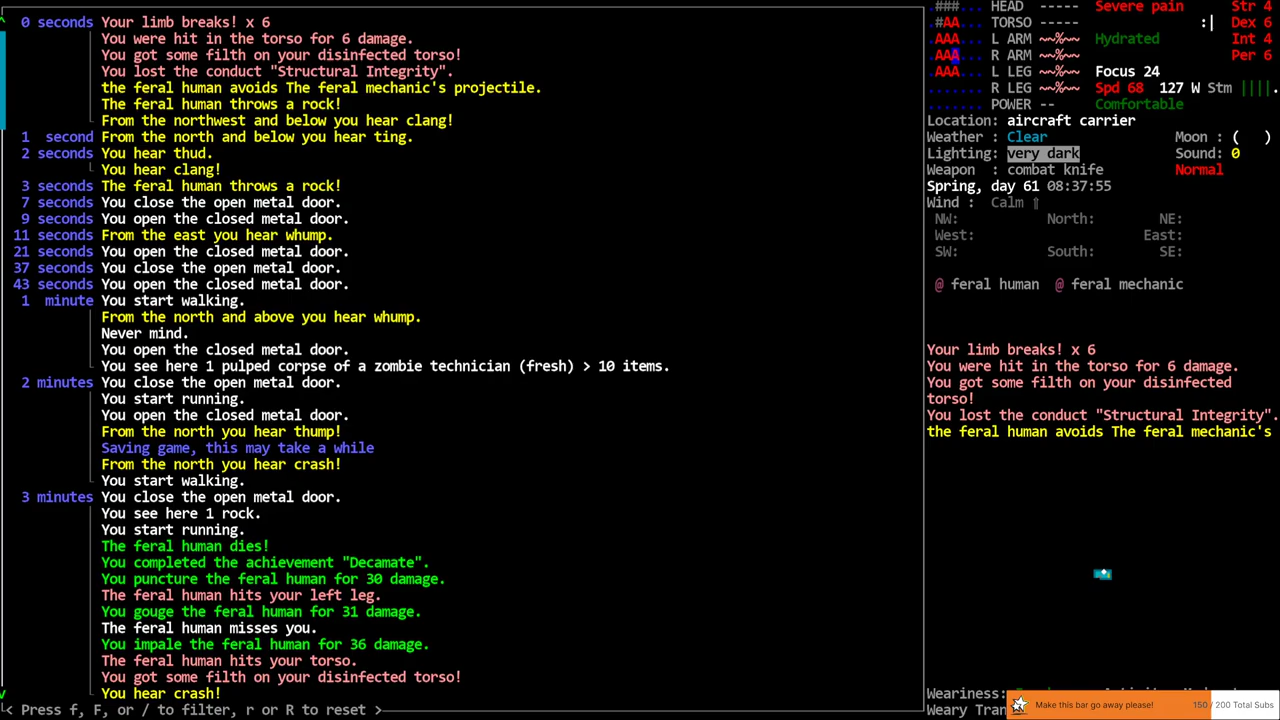 0 seconds Your limb breaks! x 6
You were hit in the torso for 6 damage.
You got some filth on your disinfected torso!
You lost the conduct "Structural Integrity".
the feral human avoids The feral mechanic's projectile.
The feral human throws a rock!
From the northwest and below you hear clang!
1 second From the north and below you hear ting.
2 seconds You hear thud.
You hear clang!
3 seconds The feral human throws a rock!
7 seconds You close the open metal door.
9 seconds You open the closed metal door.
11 seconds From the east you hear whump.
21 seconds You open the closed metal door.
37 seconds You close the open metal door.
43 seconds You open the closed metal door.
1 minute You start walking.
From the north and above you hear whump.
Never mind.
You open the closed metal door.
You see here 1 pulped corpse of a zombie technician (fresh) > 10 items.
2 minutes You close the open metal door.
You start running.
You open the closed metal door.
From the north you hear thump!
Saving game, this may take a while
From the north you hear crash!
You start walking.
3 minutes You close the open metal door.
You see here 1 rock.
You start running.
The feral human dies!
You completed the achievement "Decamate".
You puncture the feral human for 30 damage.
The feral human hits your left leg.
You gouge the feral human for 31 damage.
The feral human misses you.
You impale the feral human for 36 damage.
The feral human hits your torso.
You got some filth on your disinfected torso!
You hear crash!
< Press f, F, or / to filter, r or R to reset >
.### HEAD ----- Severe pain Str 4
#AA TORSO ----- :| Dex 6
AAA... L ARM ~~%~~ Hydrated Int 4
AAA... R ARM ~~%~~ Per 6
AAA... L LEG ~~%~~ Focus 24
....... R LEG ~~%~~ Spd 68 127 W Stm ||||.
....... POWER -- Comfortable
Location: aircraft carrier
Weather : Clear Moon : ( )
Lighting: very dark Sound: 0
Weapon : combat knife Normal
Spring, day 61 08:37:55
Wind : Calm ⇑
NW: North: NE:
West: East:
SW: South: SE:
@ feral human @ feral mechanic
Your limb breaks! x 6
You were hit in the torso for 6 damage.
You got some filth on your disinfected
torso!
You lost the conduct "Structural Integrity".
the feral human avoids The feral mechanic's
Weariness:
Weary Tran
Make this bar go away please! 150 / 200 Total Subs